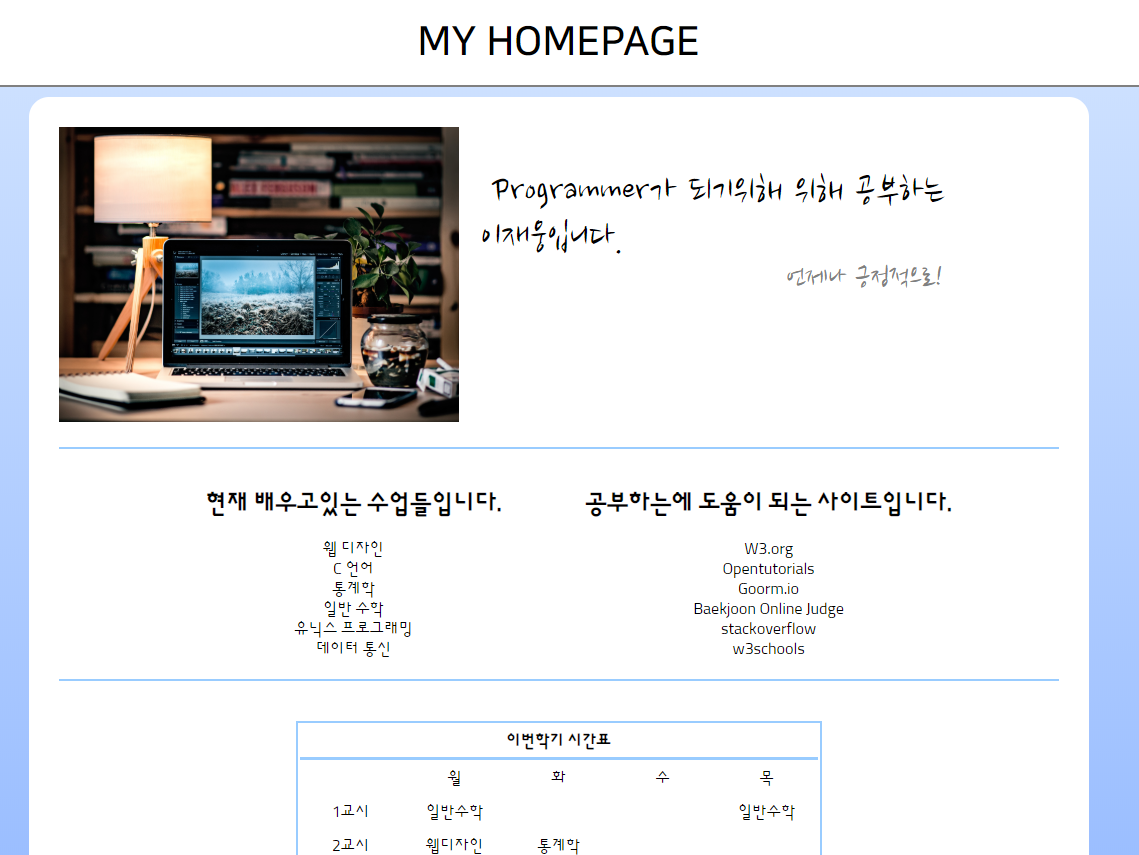 MY HOMEPAGE
Programmer가 되기위해 위해 공부하는
이재웅입니다.
언제나 긍정적으로!
현재 배우고있는 수업들입니다.
웹 디자인
C 언어
통계학
일반 수학
유닉스 프로그래밍
데이터 통신
공부하는에 도움이 되는 사이트입니다.
W3.org
Opentutorials
Goorm.io
Baekjoon Online Judge
stackoverflow
w3schools
이번학기 시간표
월 화 수 목
1교시 일반수학 일반수학
2교시 웹디자인 통계학